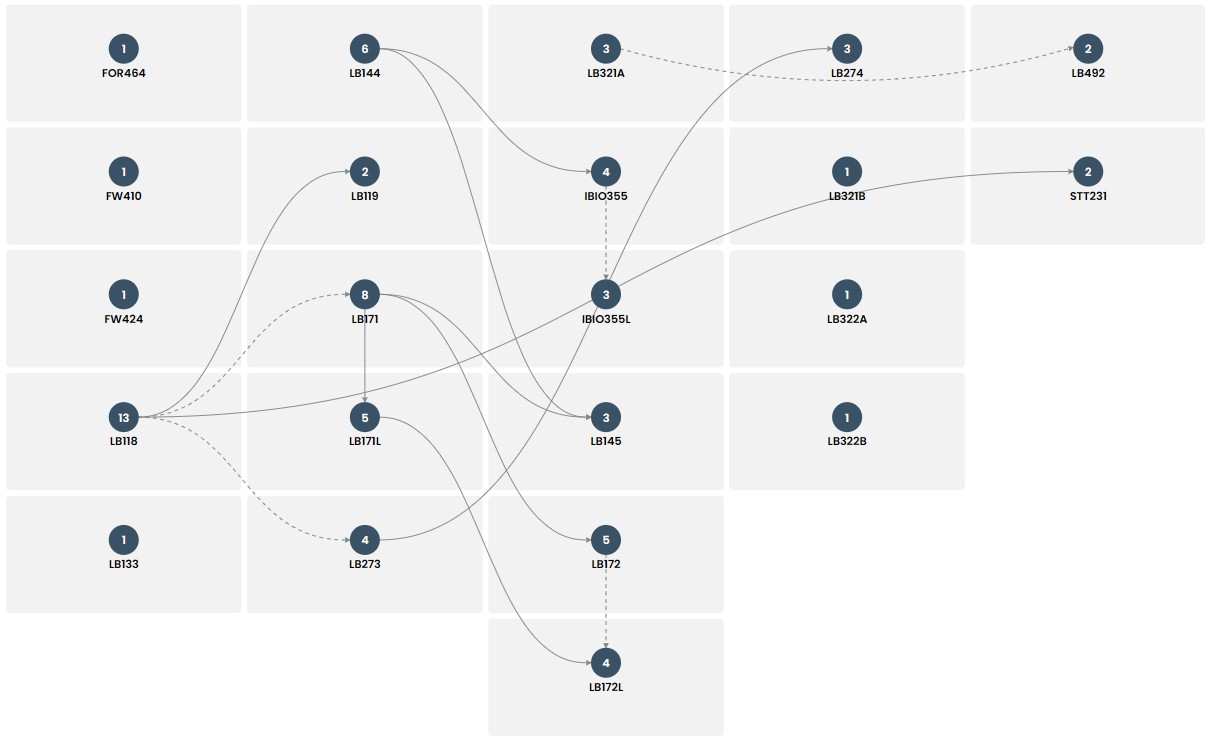 1
FOR464
6
LB144
3
LB321A
3
LB274
2
LB492
1
FW410
2
LB119
4
IBIO355
1
LB321B
2
STT231
1
FW424
8
LB171
3
IBIO355L
1
LB322A
13
LB118
5
LB171L
3
LB145
1
LB322B
1
LB133
4
LB273
5
LB172
4
LB172L